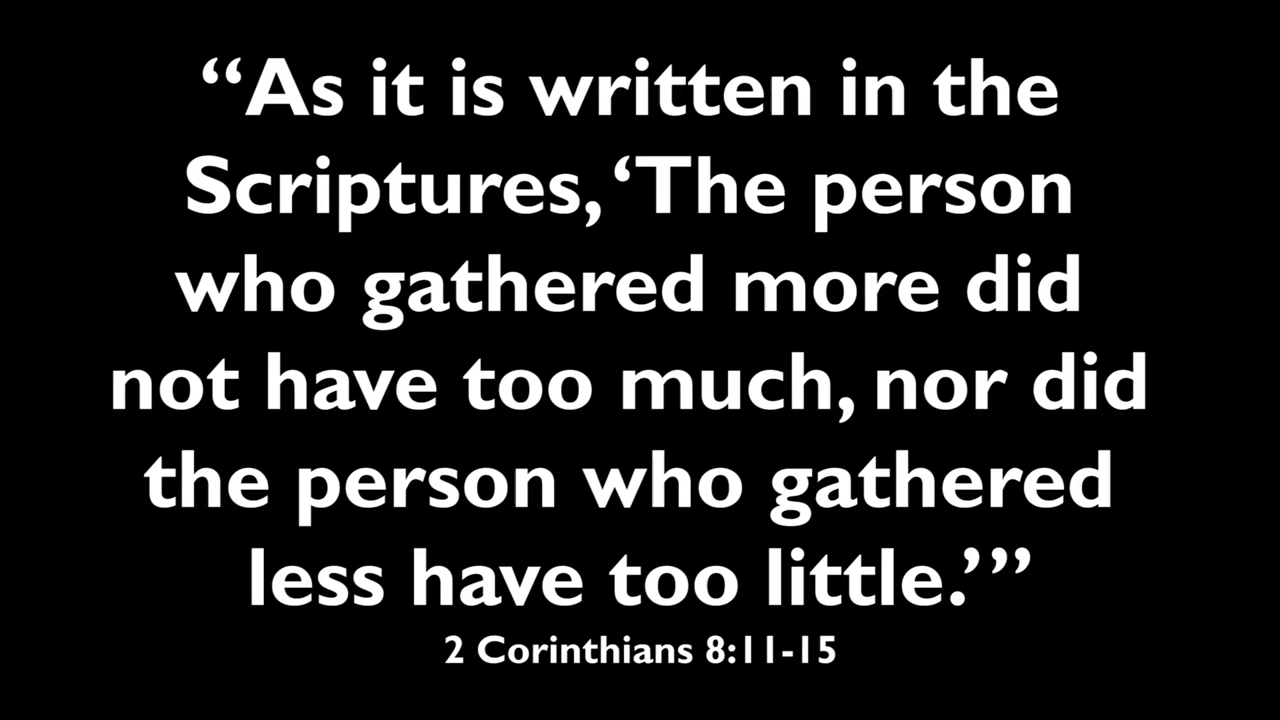 “As it is written in the
Scriptures, ‘The person
who gathered more did
not have too much, nor did
the person who gathered
less have too little.’”
2 Corinthians 8:11-15